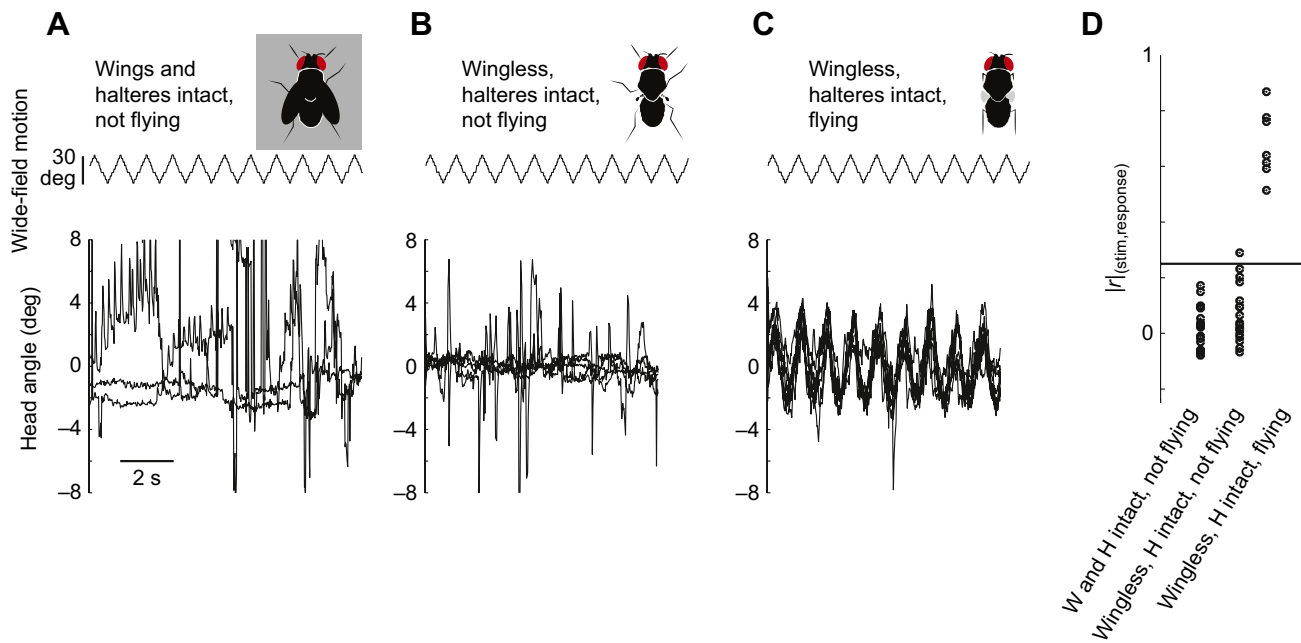 A
B
C
D
Wings and
halteres intact,
not flying
Wingless,
halteres intact,
not flying
Wingless,
halteres intact,
flying
Wide-field motion
30
deg
Head angle (deg)
8
4
0
–4
–8
2 s
8
4
0
–4
–8
8
4
0
–4
–8
|r|(stim,response)
1
0
W and H intact, not flying
Wingless, H intact, not flying
Wingless, H intact, flying